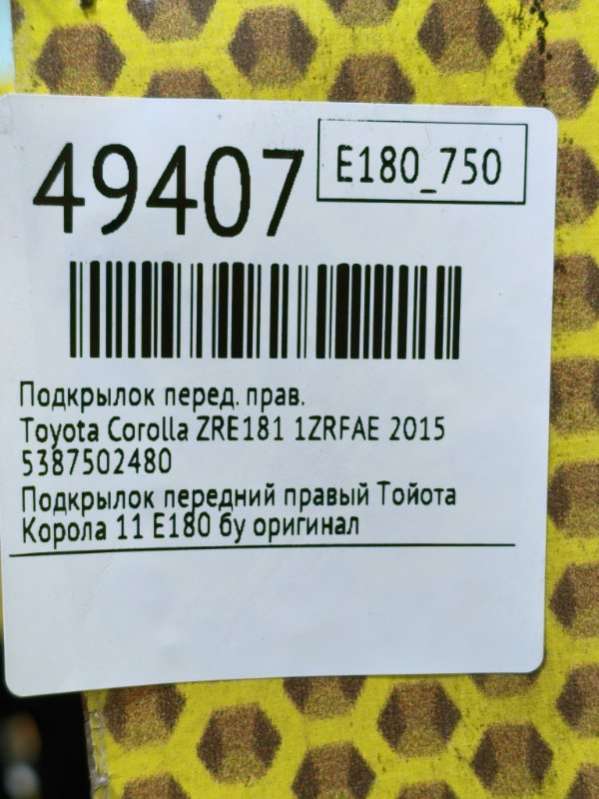 49407
E180_750
Подкрылок перед. прав.
Toyota Corolla ZRE181 1ZRFAE 2015
5387502480
Подкрылок передний правый Тойота
Корола 11 Е180 бу оригинал